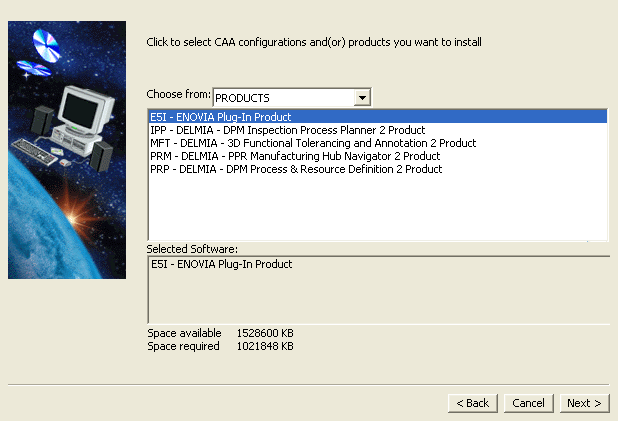 Click to select CAA configurations and(or) products you want to install
Choose from: PRODUCTS
E5I - ENOVIA Plug-In Product
IPP - DELMIA - DPM Inspection Process Planner 2 Product
MFT - DELMIA - 3D Functional Tolerancing and Annotation 2 Product
PRM - DELMIA - PPR Manufacturing Hub Navigator 2 Product
PRP - DELMIA - DPM Process & Resource Definition 2 Product
Selected Software:
E5I - ENOVIA Plug-In Product
Space available 1528600 KB
Space required 1021848 KB
< Back Cancel Next >